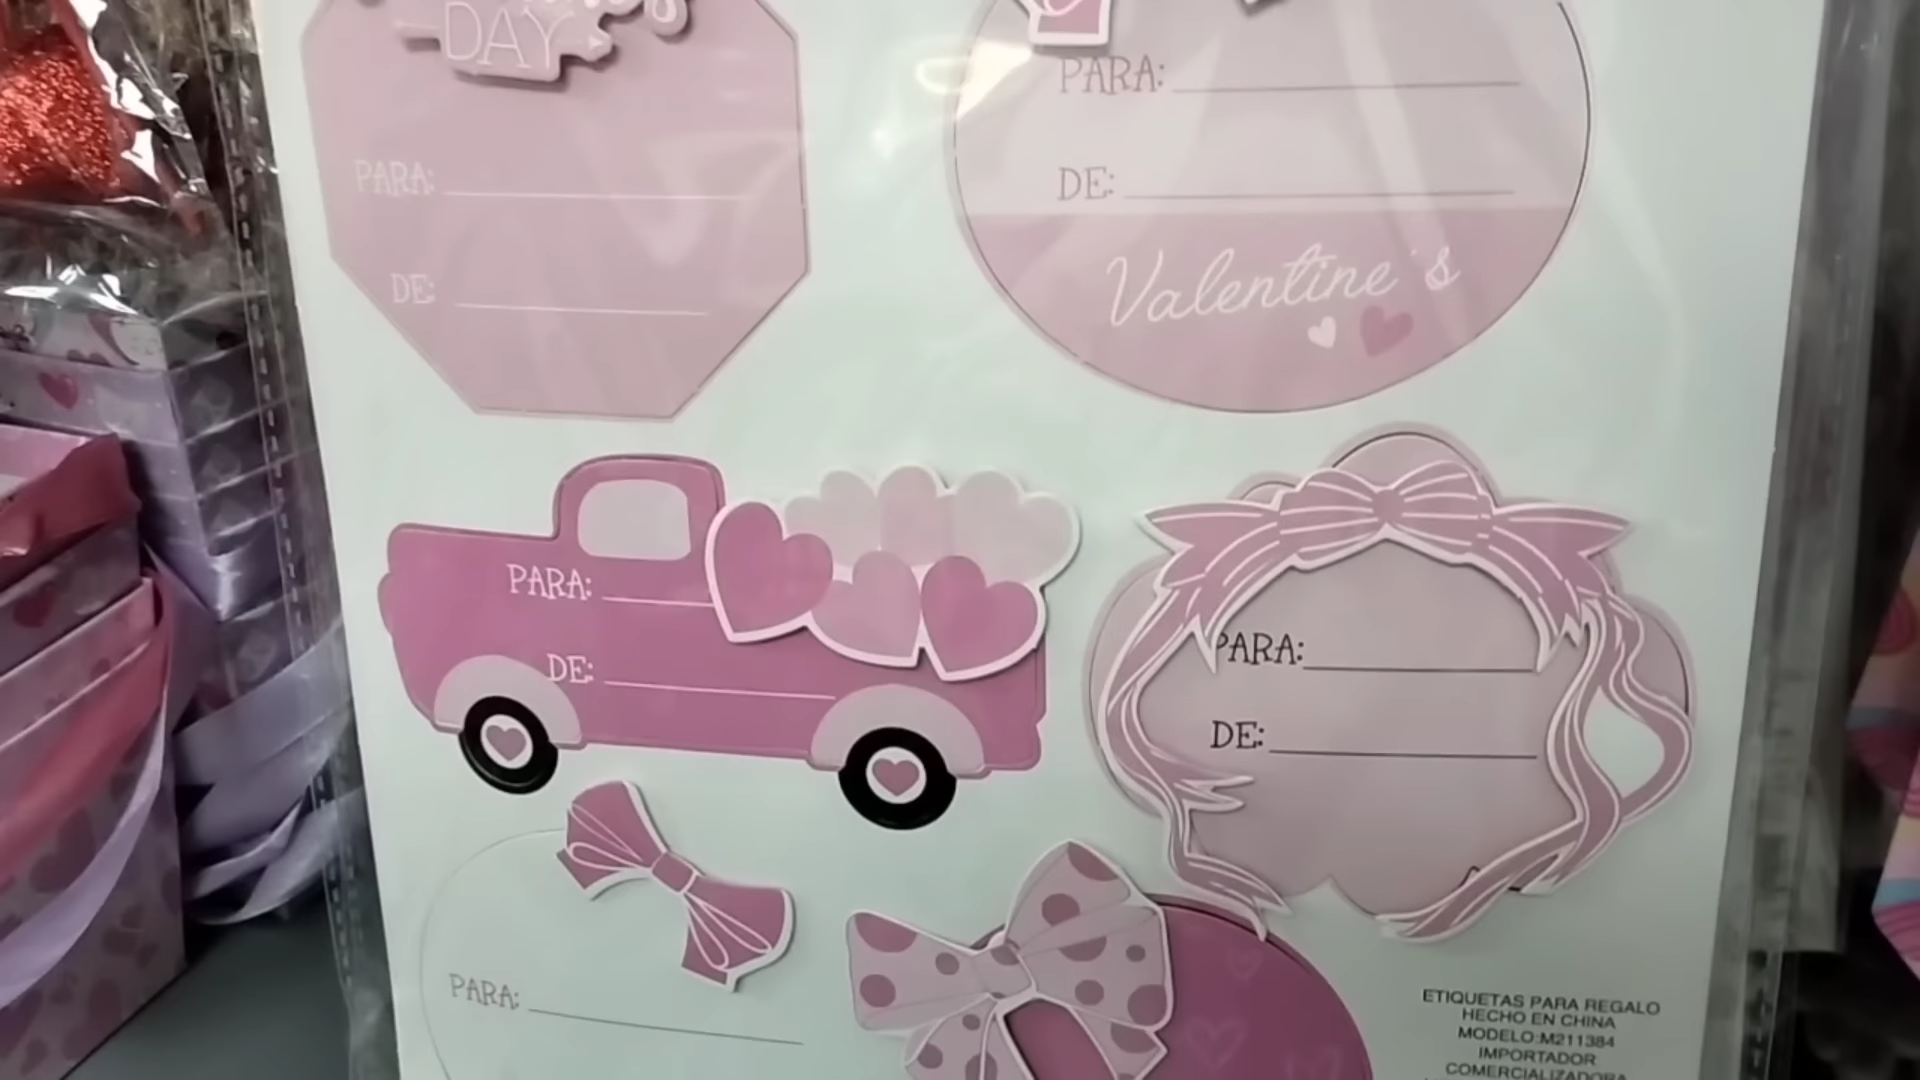 DAY
PARA:
DE:
PARA:
DE:
Valentine's
PARA:
DE:
PARA:
DE:
PARA:
ETIQUETAS PARA REGALO
HECHO EN CHINA
MODELO:M211384
IMPORTADOR
COMERCIALIZADORA